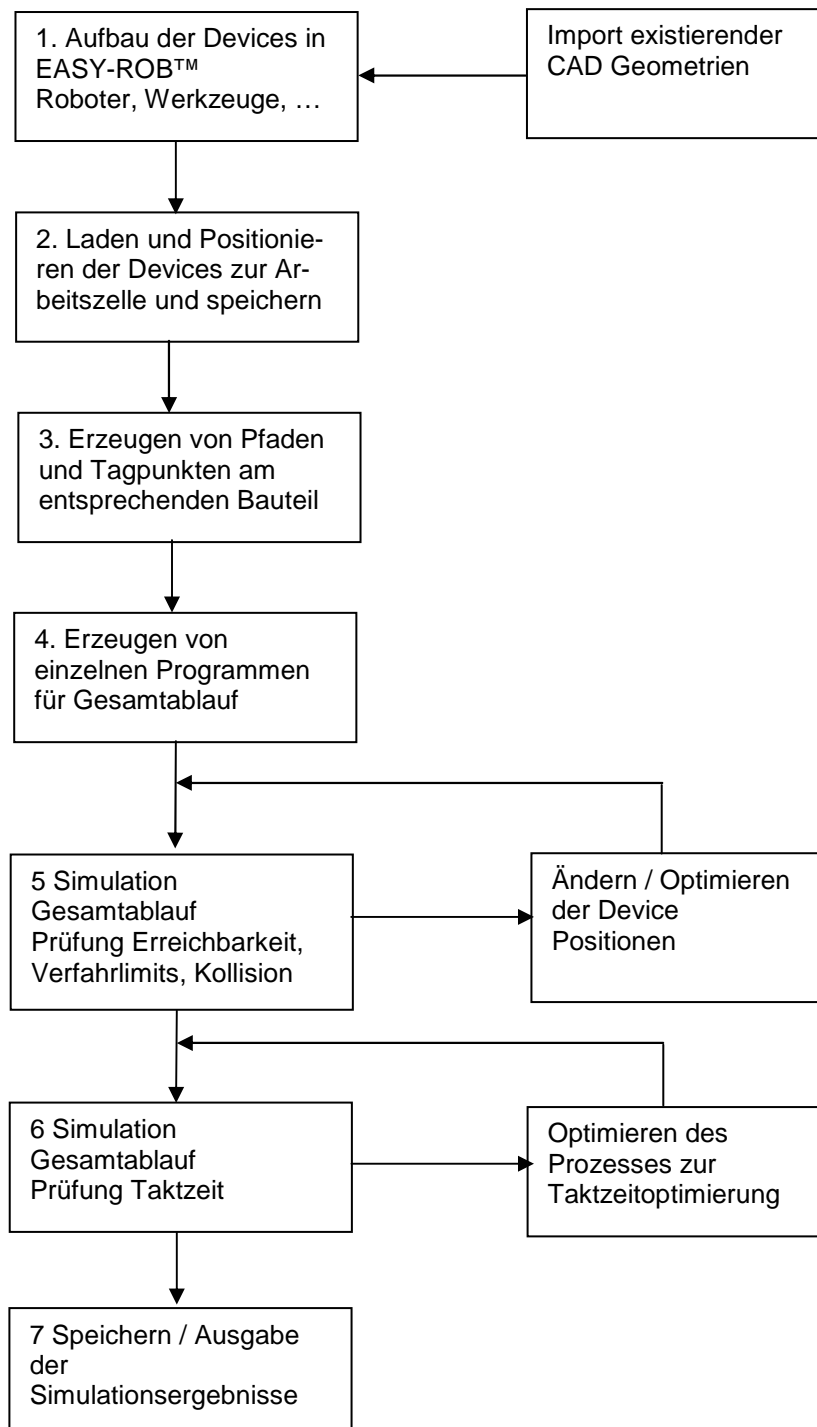 1. Aufbau der Devices in
EASY-ROB™
Roboter, Werkzeuge, …
Import existierender
CAD Geometrien
2. Laden und Positionie-
ren der Devices zur Ar-
beitszelle und speichern
3. Erzeugen von Pfaden
und Tagpunkten am
entsprechenden Bauteil
4. Erzeugen von
einzelnen Programmen
für Gesamtablauf
5 Simulation
Gesamtablauf
Prüfung Erreichbarkeit,
Verfahrlimits, Kollision
Ändern / Optimieren
der Device
Positionen
6 Simulation
Gesamtablauf
Prüfung Taktzeit
Optimieren des
Prozesses zur
Taktzeitoptimierung
7 Speichern / Ausgabe
der
Simulationsergebnisse